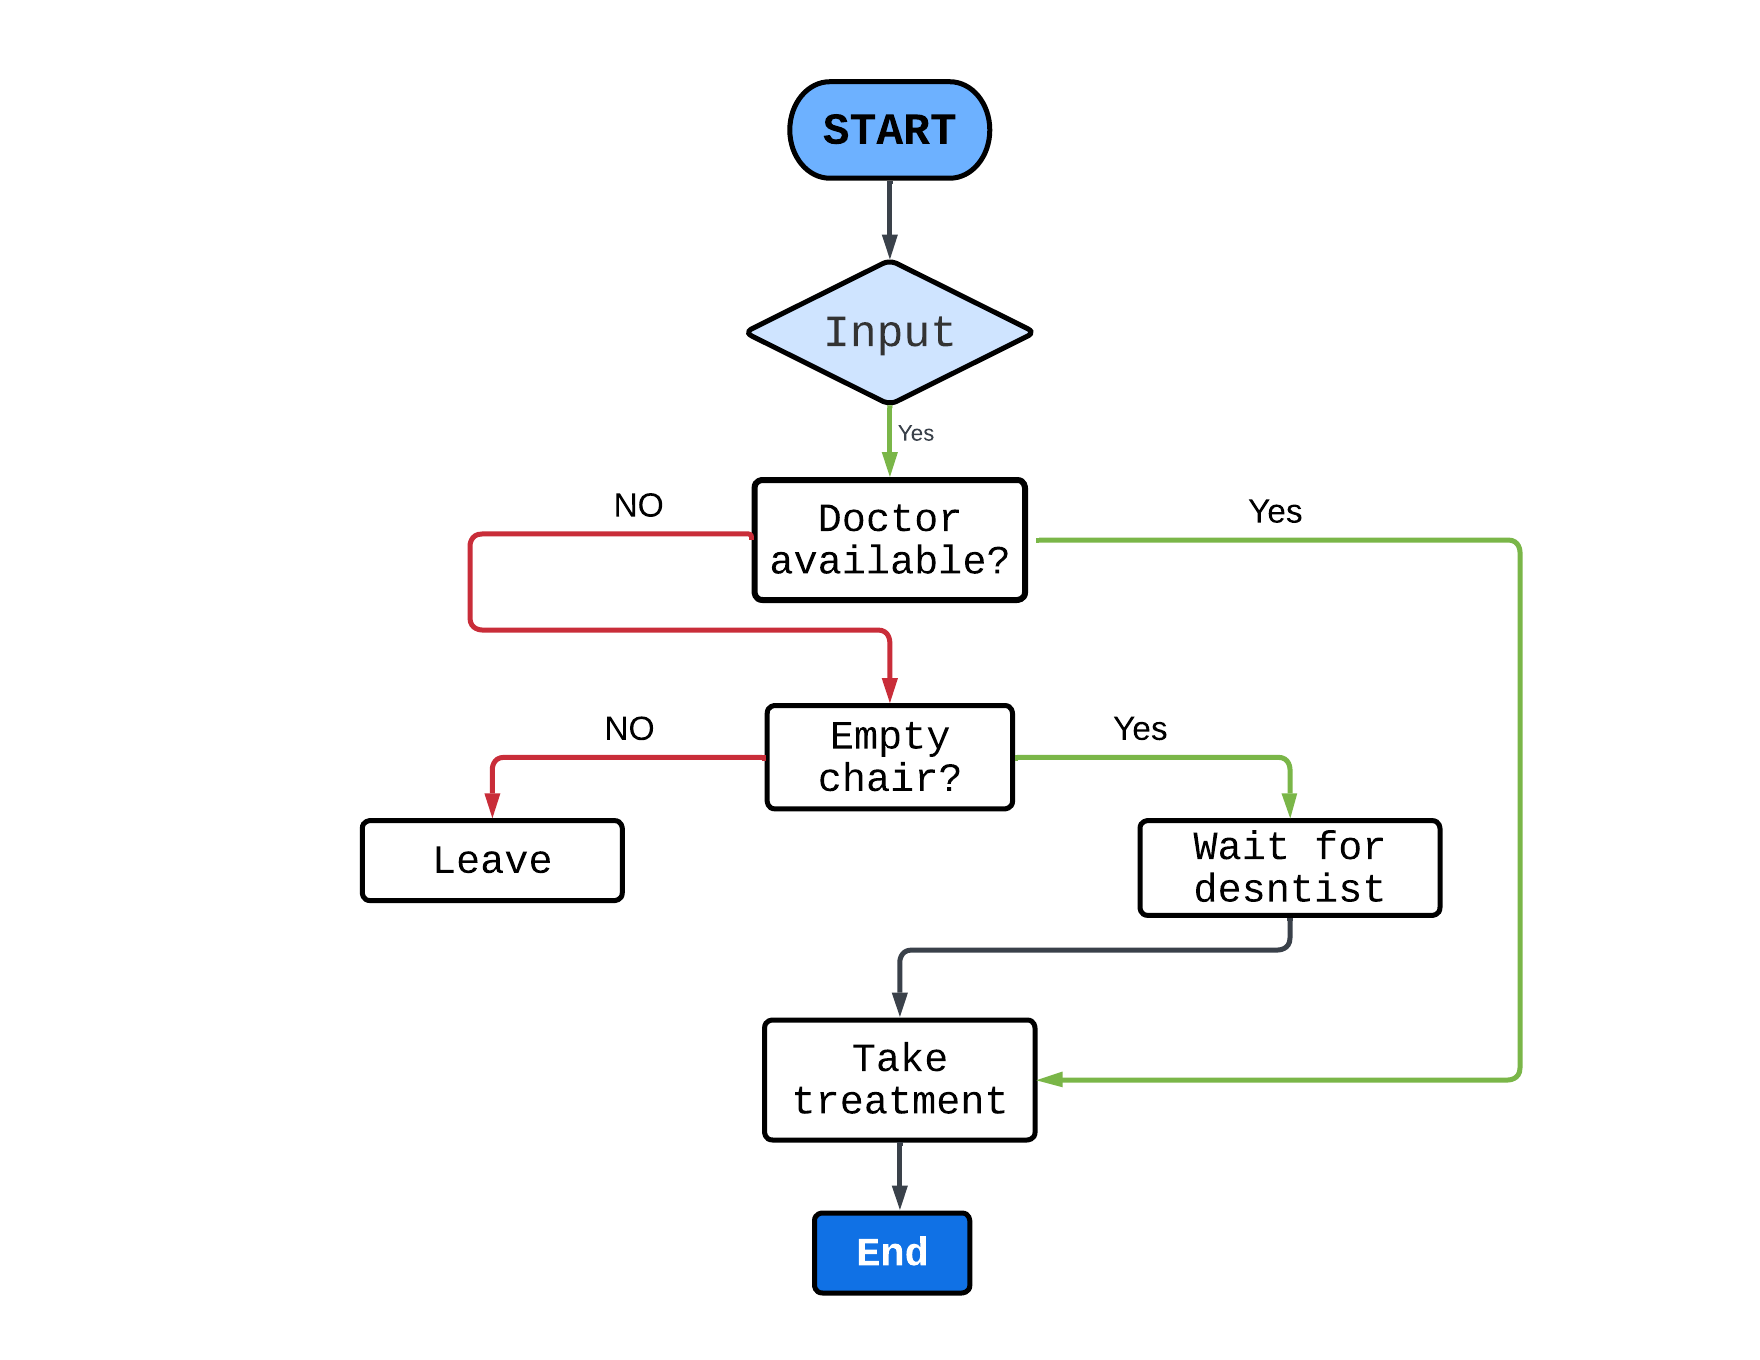 START
Input
Yes
Doctor
available?
NO
Yes
Empty
chair?
NO
Yes
Leave
Wait for
desntist
Take
treatment
End